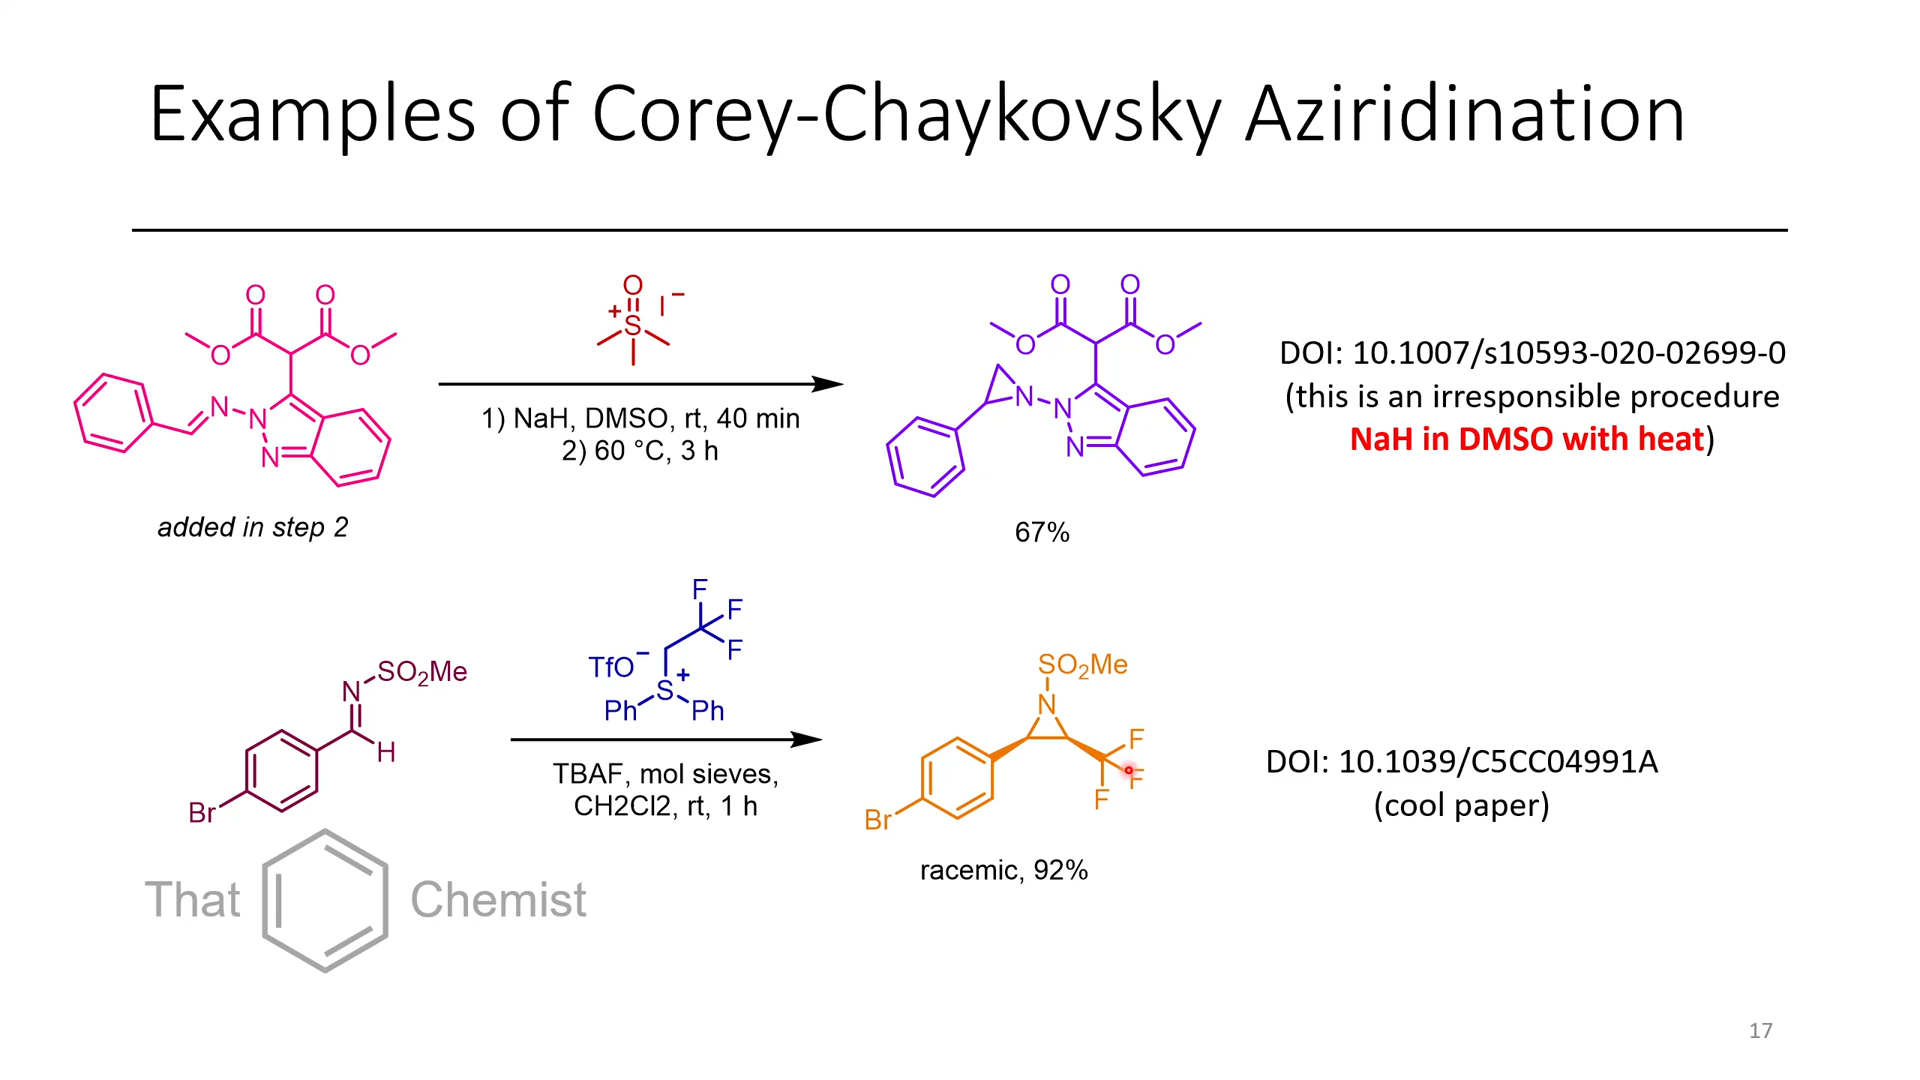 Examples of Corey-Chaykovsky Aziridination
O O
O O
N
N
N
O
+ I −
S
1) NaH, DMSO, rt, 40 min
2) 60 °C, 3 h
O O
O O
N
N
N
DOI: 10.1007/s10593-020-02699-0
(this is an irresponsible procedure
NaH in DMSO with heat)
added in step 2
67%
N
SO2Me
H
Br
F
F
F
TfO−
S+
Ph Ph
TBAF, mol sieves,
CH2Cl2, rt, 1 h
SO2Me
N
F
F
F
Br
racemic, 92%
DOI: 10.1039/C5CC04991A
(cool paper)
That Chemist
17